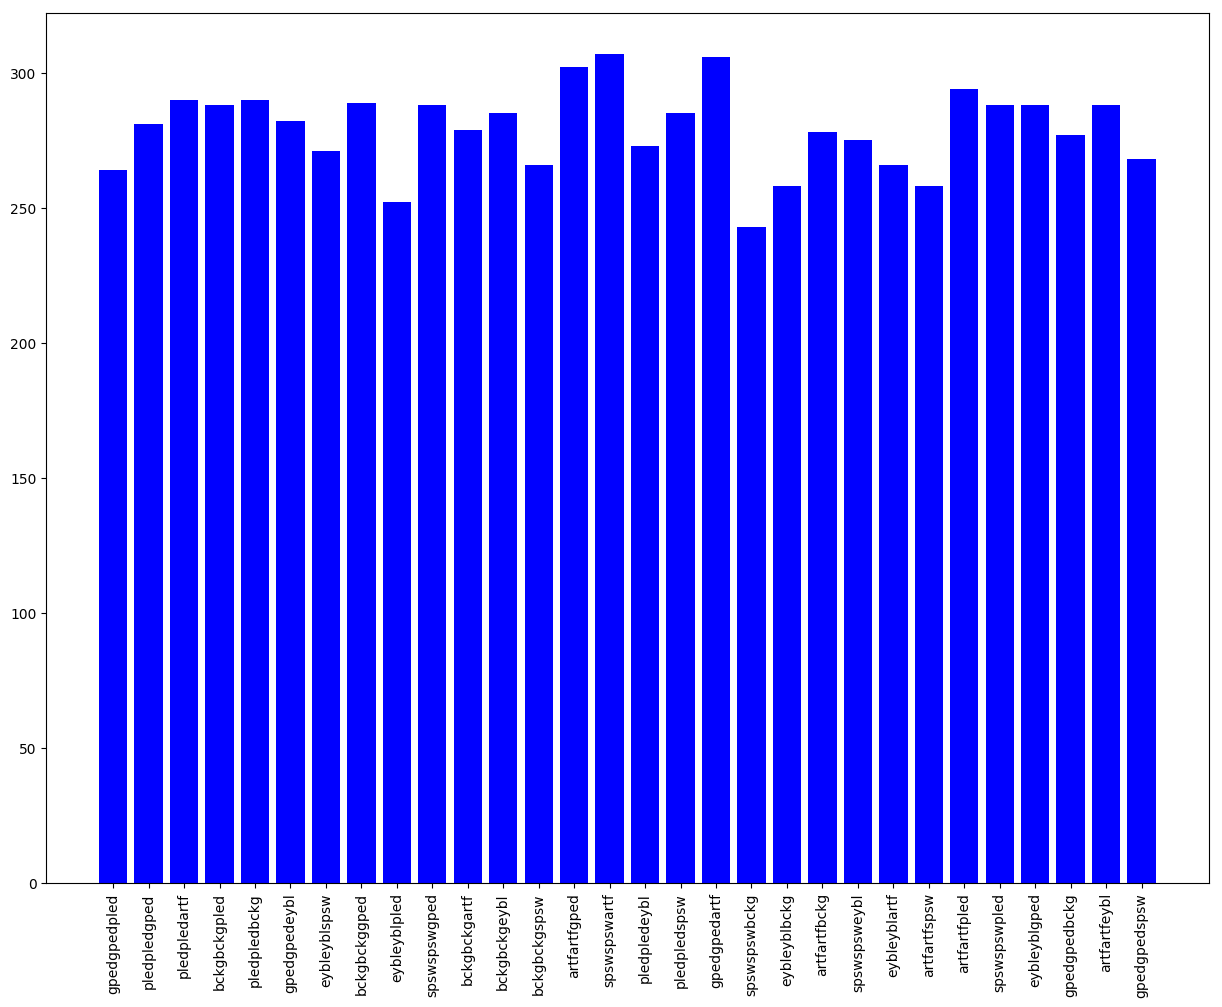 300
250
200
150
100
50
0
gpedgpedpled
pledpledgped
pledpledartf
bckgbckgpled
pledpledbckg
gpedgpedeybl
eybleyblspsw
bckgbckggped
eybleyblpled
spswspswgped
bckgbckgartf
bckgbckgeybl
bckgbckgspsw
artfartfgped
spswspswartf
pledpledeybl
pledpledspsw
gpedgpedartf
spswspswbckg
eybleyblbckg
artfartfbckg
spswspsweybl
eybleyblartf
artfartfspsw
artfartfpled
spswspswpled
eybleyblgped
gpedgpedbckg
artfartfeybl
gpedgpedspsw